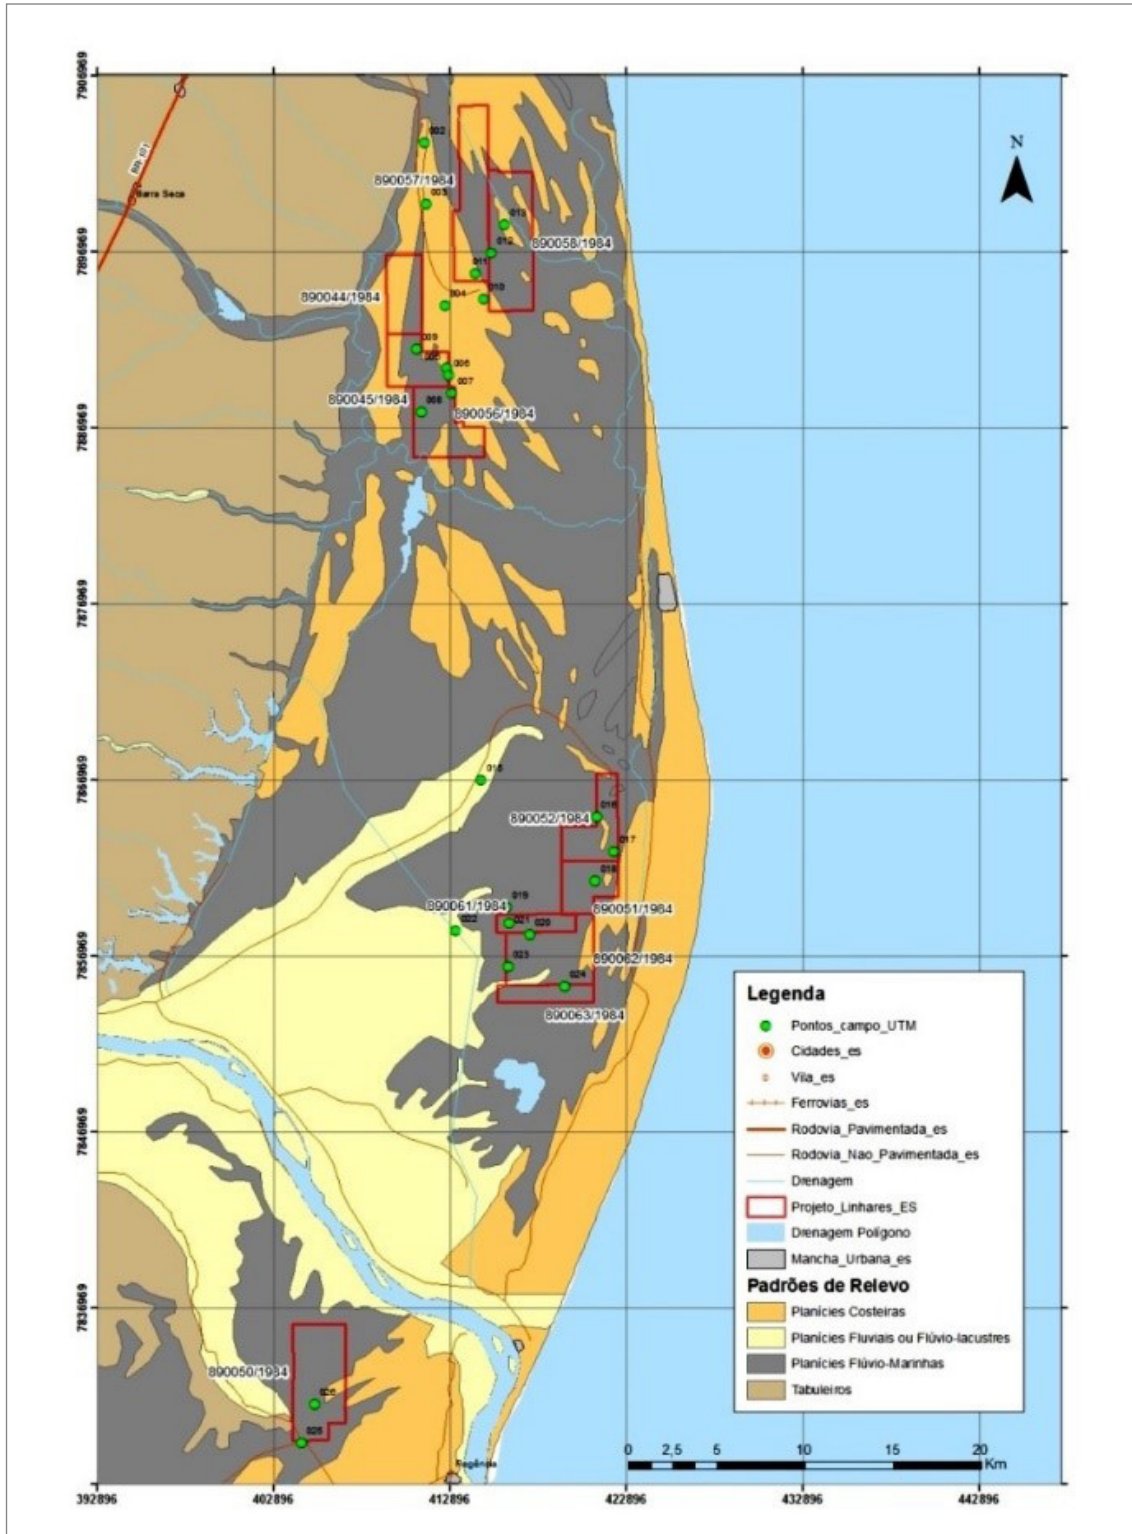 7906969
7896969
7886969
7876969
7866969
7856969
7846969
7836969
BR-101
Barra Seca
N
002
890057/1984
003
013
012
890058/1984
011
010
890044/1984
004
009
005
006
007
890045/1984
008
890056/1984
016
890052/1984
017
018
019
890061/1984
890051/1984
022
021
020
023
890062/1984
024
890063/1984
890050/1984
026
025
Regência
Legenda
Pontos_campo_UTM
Cidades_es
Vila_es
Ferrovias_es
Rodovia_Pavimentada_es
Rodovia_Nao_Pavimentada_es
Drenagem
Projeto_Linhares_ES
Drenagem Polígono
Mancha_Urbana_es
Padrões de Relevo
Planícies Costeiras
Planícies Fluviais ou Flúvio-lacustres
Planícies Flúvio-Marinhas
Tabuleiros
0 2,5 5 10 15 20
Km
392896 402896 412896 422896 432896 442896